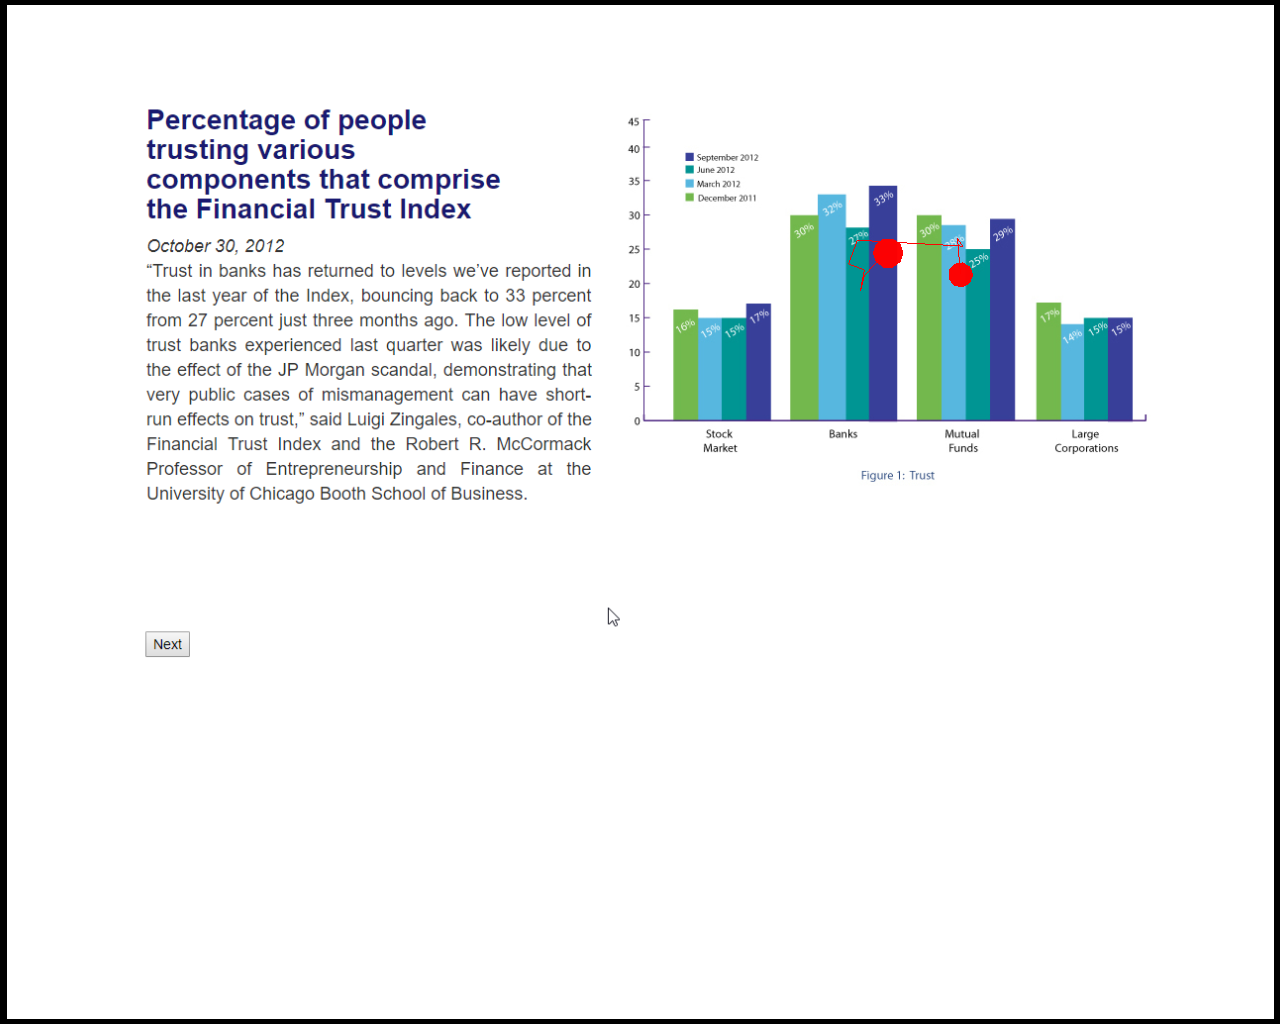 Percentage of people
trusting various
components that comprise
the Financial Trust Index
October 30, 2012
“Trust in banks has returned to levels we’ve reported in
the last year of the Index, bouncing back to 33 percent
from 27 percent just three months ago. The low level of
trust banks experienced last quarter was likely due to
the effect of the JP Morgan scandal, demonstrating that
very public cases of mismanagement can have short-
run effects on trust,” said Luigi Zingales, co-author of the
Financial Trust Index and the Robert R. McCormack
Professor of Entrepreneurship and Finance at the
University of Chicago Booth School of Business.
Next
45
40
35
30
25
20
15
10
5
0
September 2012
June 2012
March 2012
December 2011
16%
15%
15%
17%
30%
32%
27%
33%
30%
25%
29%
17%
14%
15%
15%
Stock
Market
Banks
Mutual
Funds
Large
Corporations
Figure 1: Trust